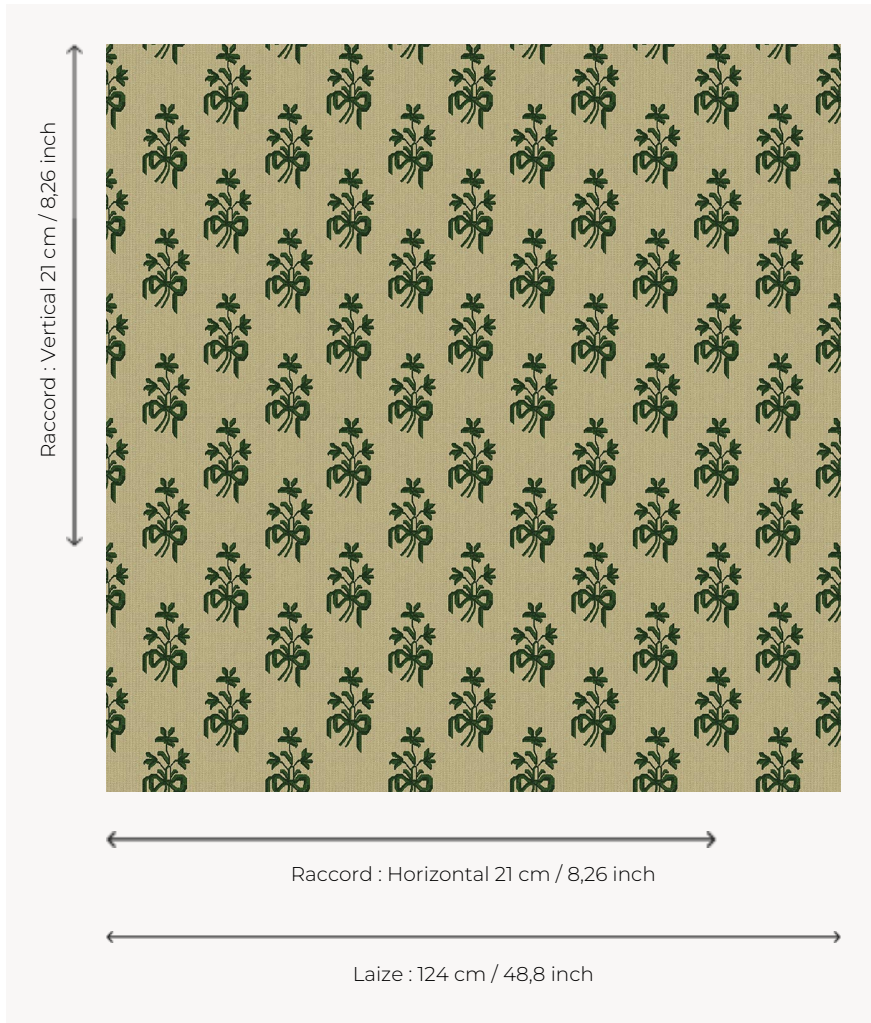 Raccord : Vertical 21 cm / 8,26 inch
Raccord : Horizontal 21 cm / 8,26 inch
Laize : 124 cm / 48,8 inch